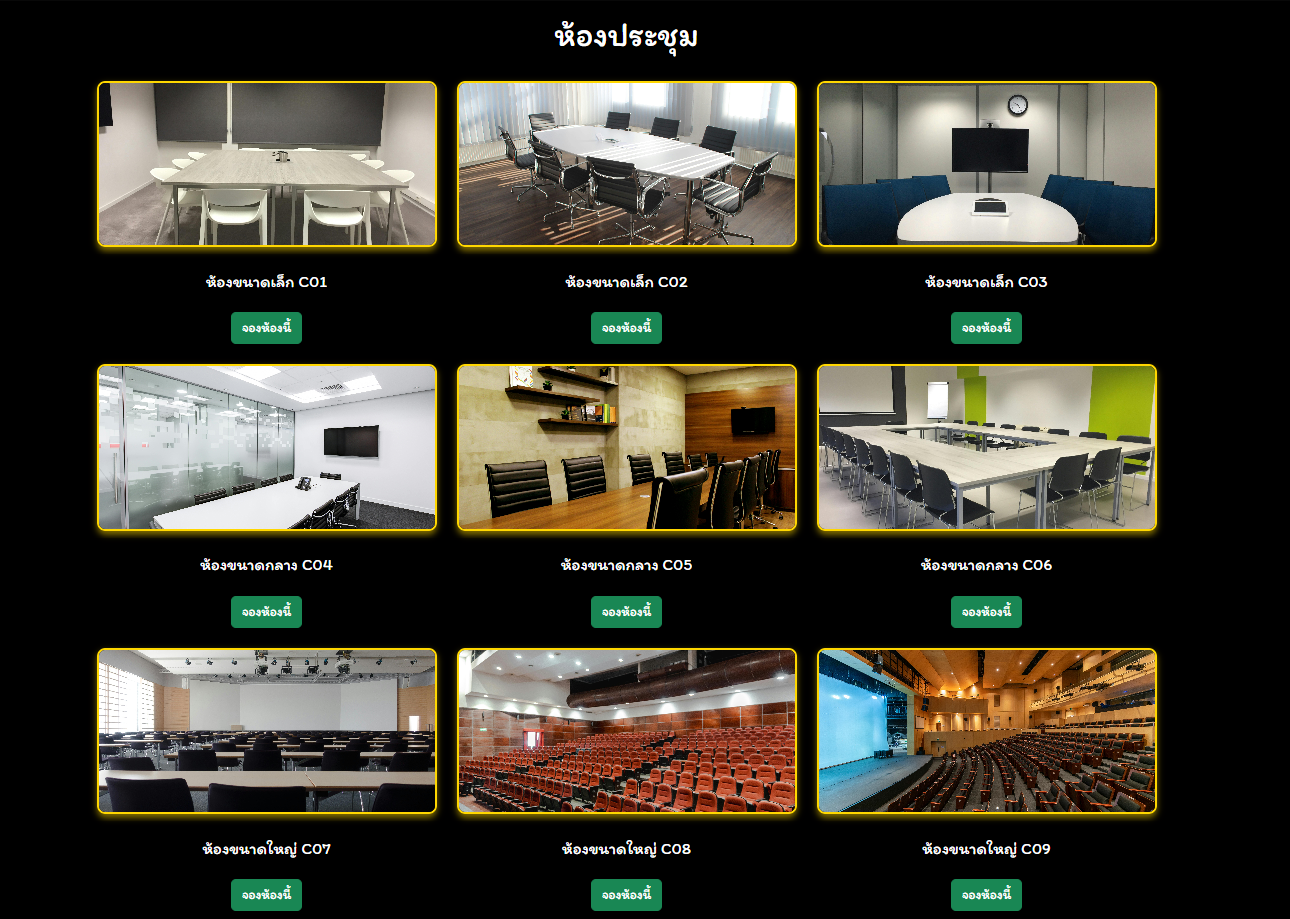 ห้องประชุม
ห้องขนาดเล็ก C01
ห้องขนาดเล็ก C02
ห้องขนาดเล็ก C03
จองห้องนี้
จองห้องนี้
จองห้องนี้
ห้องขนาดกลาง C04
ห้องขนาดกลาง C05
ห้องขนาดกลาง C06
จองห้องนี้
จองห้องนี้
จองห้องนี้
ห้องขนาดใหญ่ C07
ห้องขนาดใหญ่ C08
ห้องขนาดใหญ่ C09
จองห้องนี้
จองห้องนี้
จองห้องนี้